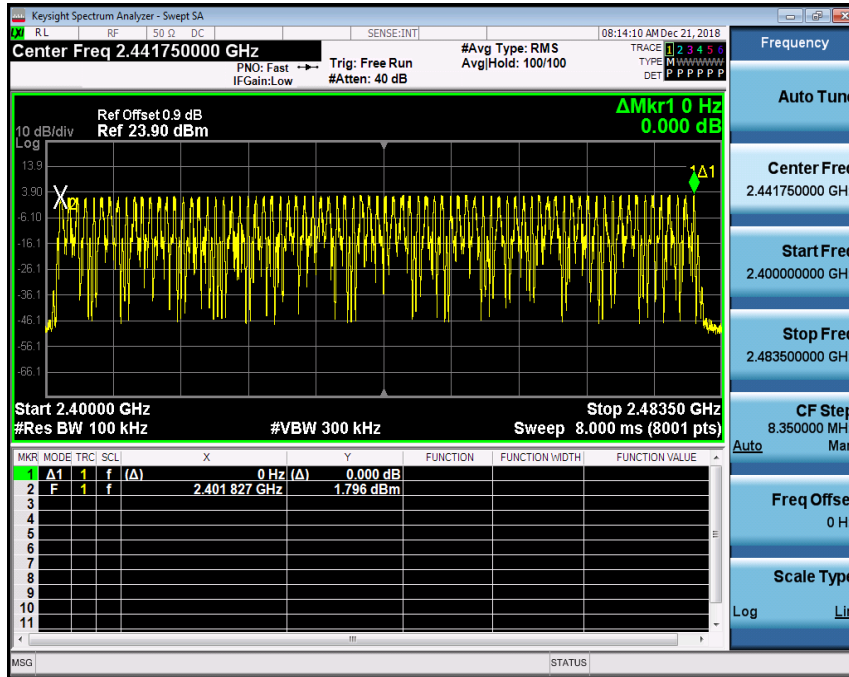 Keysight Spectrum Analyzer - Swept SA
LXI RL RF 50 Ω DC SENSE:INT 08:14:10 AM Dec 21, 2018
Center Freq 2.441750000 GHz
PNO: Fast
IFGain:Low
Trig: Free Run
#Atten: 40 dB
#Avg Type: RMS
Avg|Hold: 100/100
TRACE 1 2 3 4 5 6
TYPE M WWWWW
DET P P P P P P
Ref Offset 0.9 dB
10 dB/div Ref 23.90 dBm
Log
ΔMkr1 0 Hz
0.000 dB
13.9
3.90
-6.10
-16.1
-26.1
-36.1
-46.1
-56.1
-66.1
X2
1Δ1
Start 2.40000 GHz Stop 2.48350 GHz
#Res BW 100 kHz #VBW 300 kHz Sweep 8.000 ms (8001 pts)
MKR MODE TRC SCL X Y FUNCTION FUNCTION WIDTH FUNCTION VALUE
1 Δ1 1 f (Δ) 0 Hz (Δ) 0.000 dB
2 F 1 f 2.401 827 GHz 1.796 dBm
3
4
5
6
7
8
9
10
11
MSG STATUS
Frequency
Auto Tune
Center Freq
2.441750000 GH
Start Freq
2.400000000 GH
Stop Freq
2.483500000 GH
CF Step
8.350000 MH
Auto Man
Freq Offset
0 H
Scale Type
Log Lin